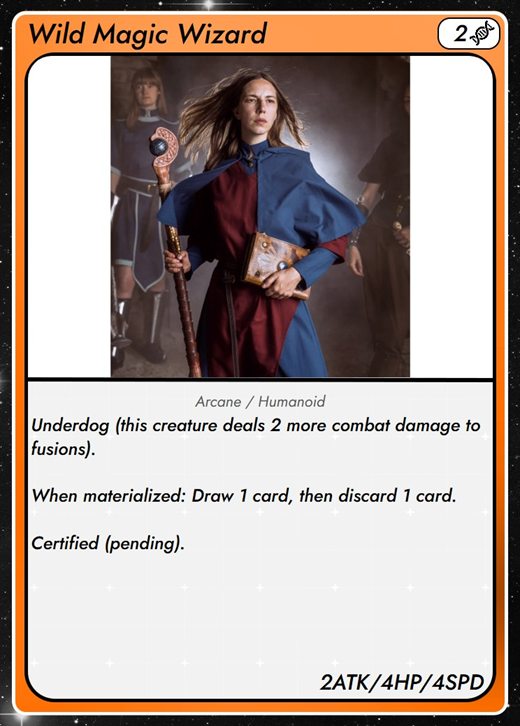 Wild Magic Wizard
2
Arcane / Humanoid
Underdog (this creature deals 2 more combat damage to
fusions).
When materialized: Draw 1 card, then discard 1 card.
Certified (pending).
2ATK/4HP/4SPD